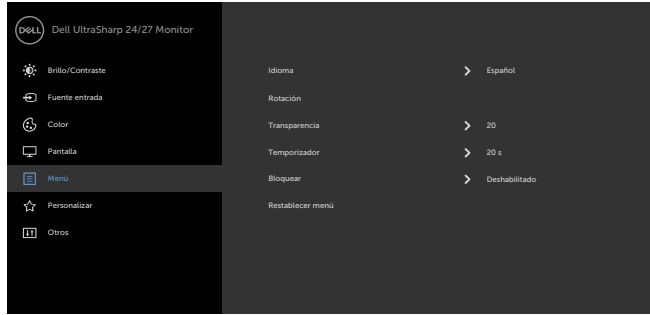 DELL Dell UltraSharp 24/27 Monitor
Brillo/Contraste
Idioma
Español
Fuente entrada
Rotación
Color
Transparencia
20
Pantalla
Temporizador
20 s
Menú
Bloquear
Deshabilitado
Personalizar
Restablecer menú
Otros